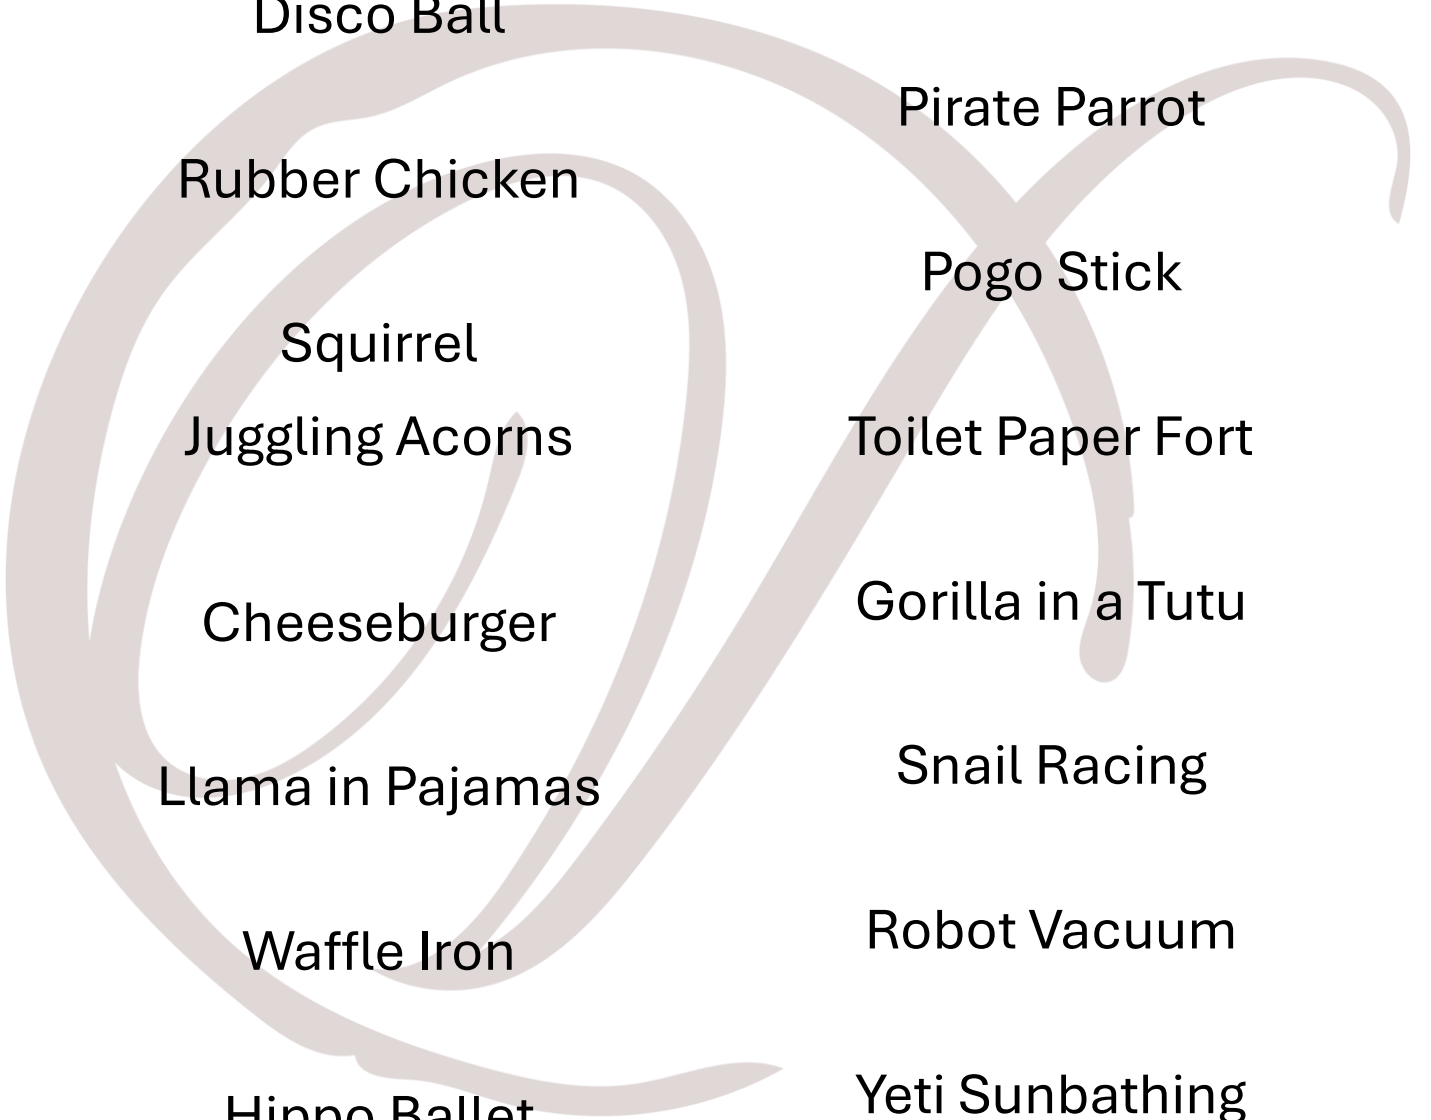 Disco Ball
Rubber Chicken
Squirrel
Juggling Acorns
Cheeseburger
Llama in Pajamas
Waffle Iron
Hippo Ballet
Pirate Parrot
Pogo Stick
Toilet Paper Fort
Gorilla in a Tutu
Snail Racing
Robot Vacuum
Yeti Sunbathing